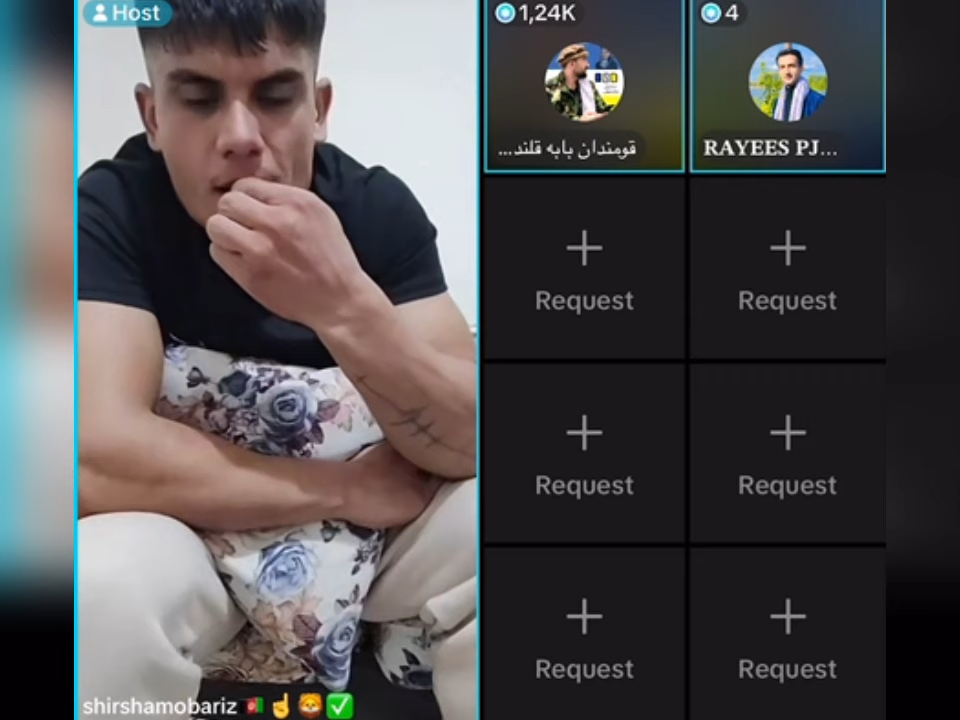 Host
shirshamobariz 🇦🇫☝️🦁✅
1,24K
قومندان بابه قلند...
4
RAYEES PJ...
Request
Request
Request
Request
Request
Request